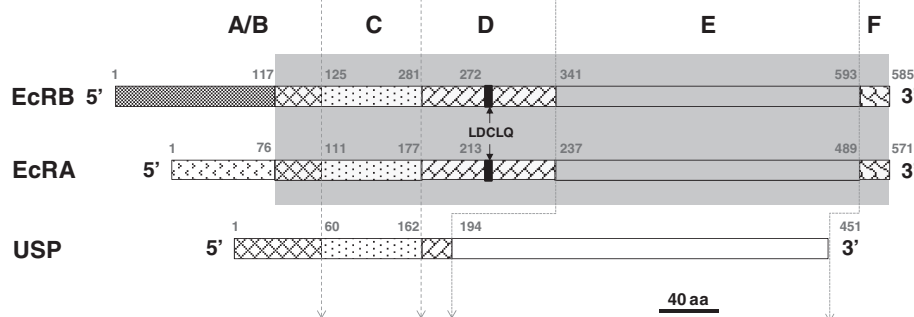 A/B C D E F
1 117 125 281 272 341 593 585
EcRB 5’ 3
LDCLQ
1 76 111 177 213 237 489 571
EcRA 5’ 3
1 60 162 194 451
USP 5’ 3’
40 aa